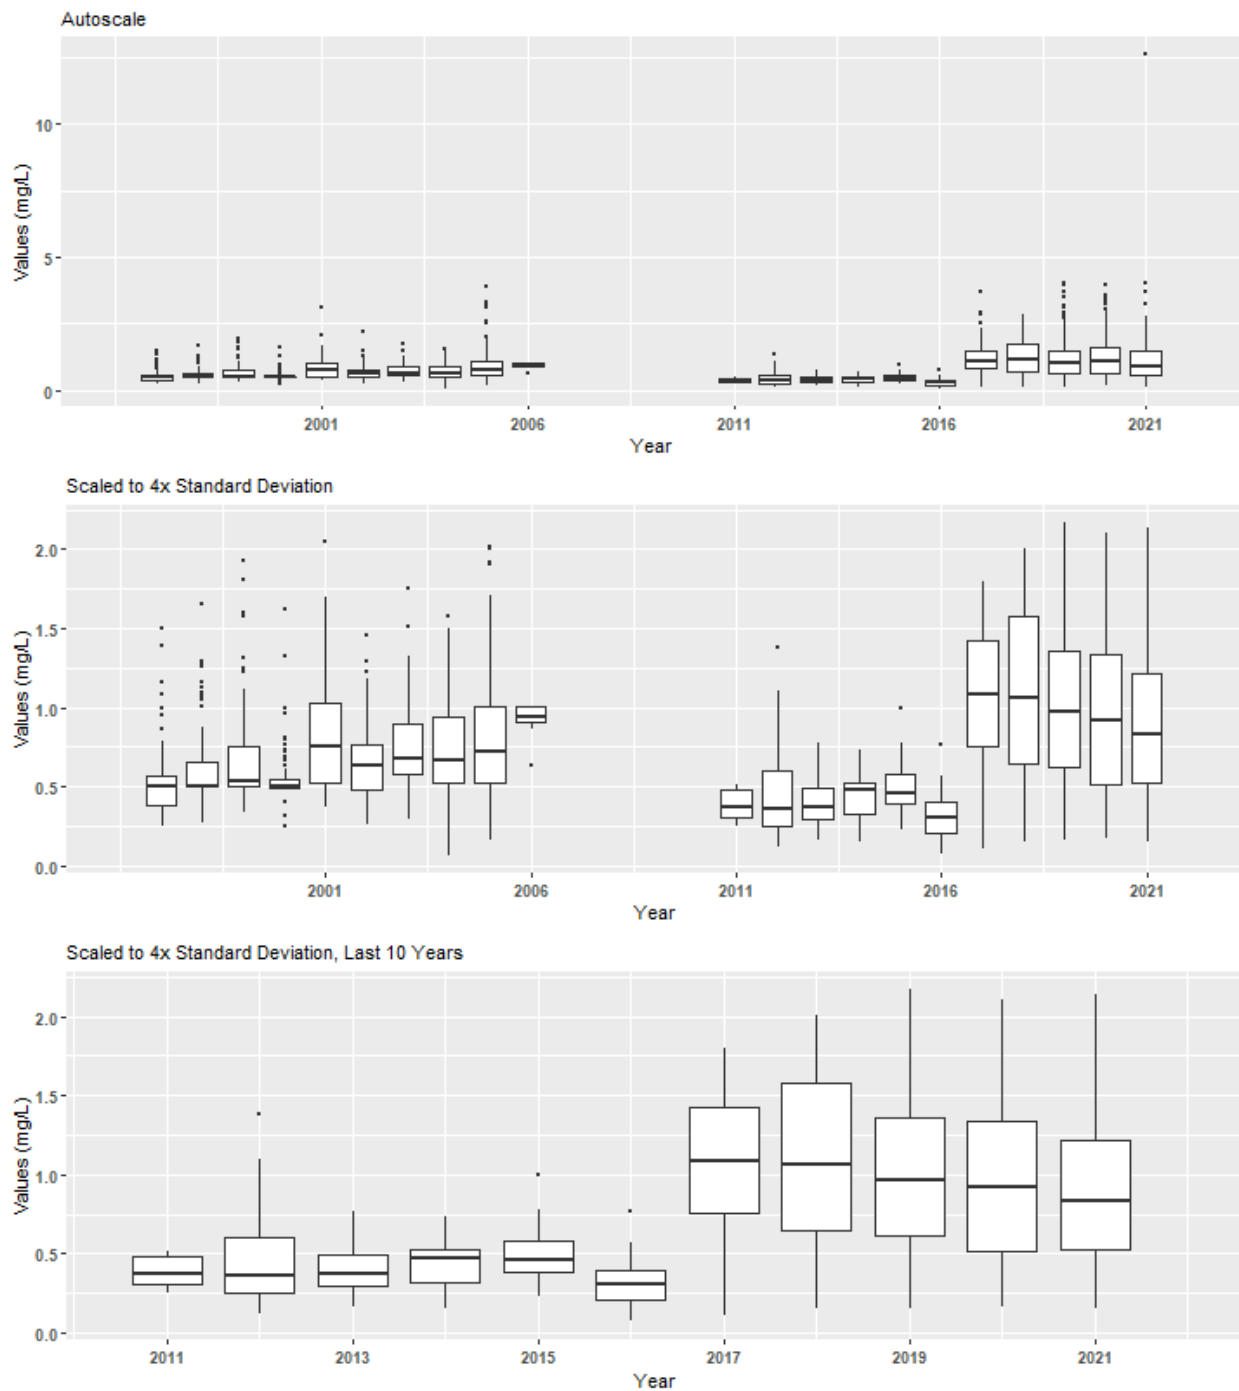 Autoscale
10
5
0
Values (mg/L)
2001 2006 2011 2016 2021
Year
Scaled to 4x Standard Deviation
2.0
1.5
1.0
0.5
0.0
Values (mg/L)
2001 2006 2011 2016 2021
Year
Scaled to 4x Standard Deviation, Last 10 Years
2.0
1.5
1.0
0.5
0.0
Values (mg/L)
2011 2013 2015 2017 2019 2021
Year